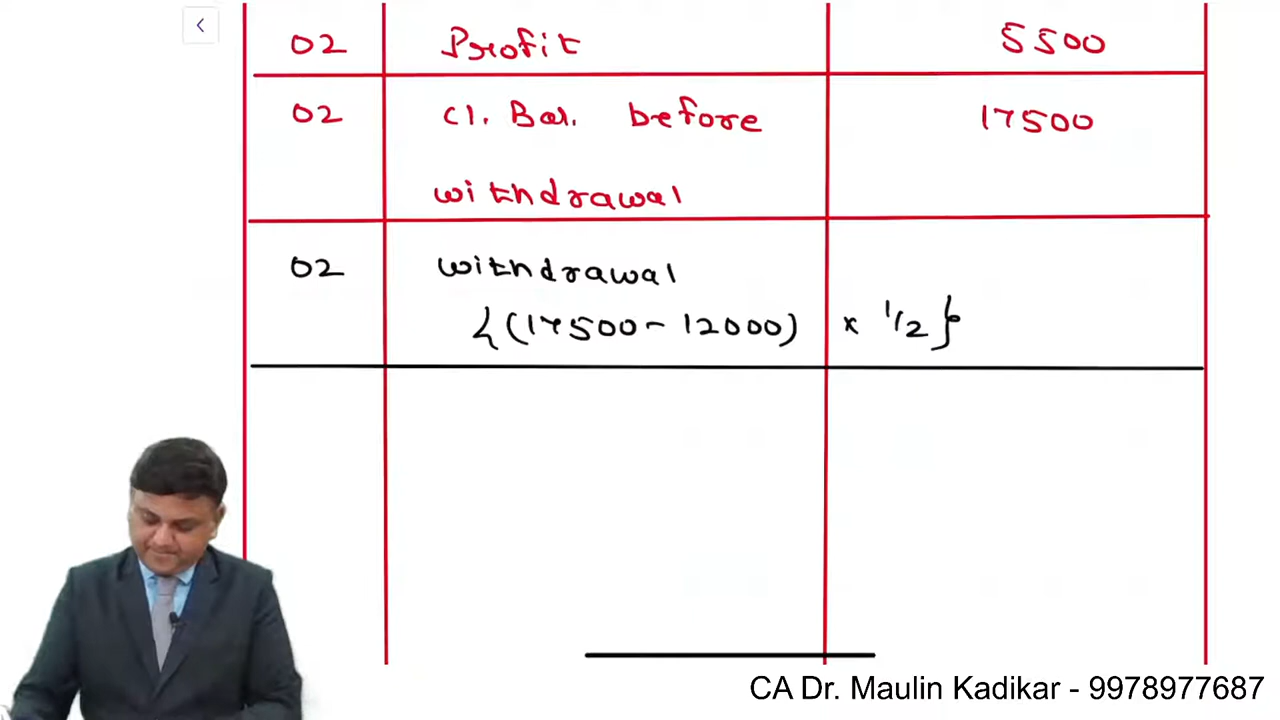 02 Profit 5500
02 Cl. Bal. before 17500
withdrawal
02 withdrawal
{(17500 - 12000) x 1/2}
CA Dr. Maulin Kadikar - 9978977687